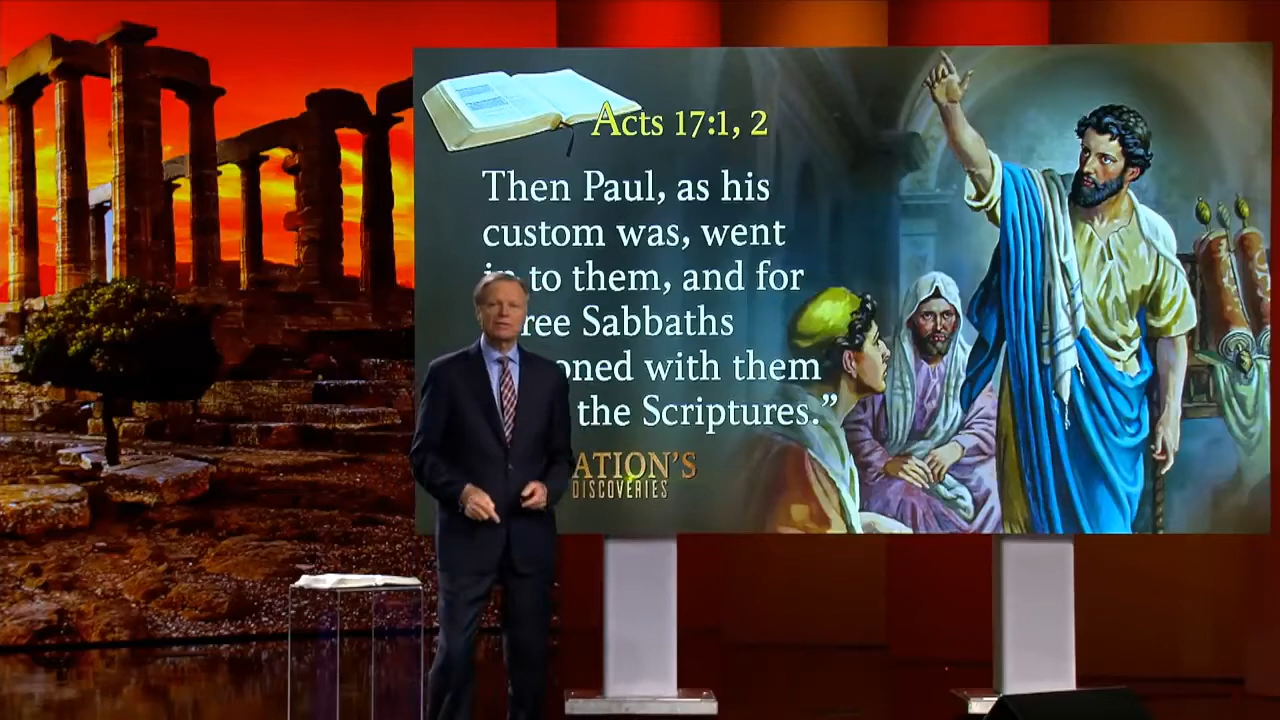 Acts 17:1, 2
Then Paul, as his
custom was, went
to them, and for
Sabbaths
with them
the Scriptures.”
DISCOVERIES